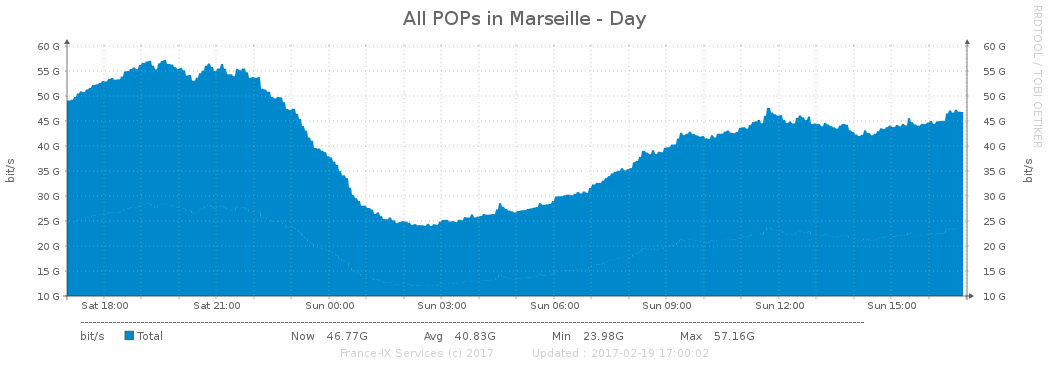 All POPs in Marseille - Day
RRDTOOL / TOBI OETIKER
60 G 60 G
55 G 55 G
50 G 50 G
45 G 45 G
40 G 40 G
35 G 35 G
30 G 30 G
25 G 25 G
20 G 20 G
15 G 15 G
10 G 10 G
bit/s
bit/s
Sat 18:00 Sat 21:00 Sun 00:00 Sun 03:00 Sun 06:00 Sun 09:00 Sun 12:00 Sun 15:00
bit/s Total Now 46.77G Avg 40.83G Min 23.98G Max 57.16G
France-IX Services (c) 2017 Updated : 2017-02-19 17:00:02